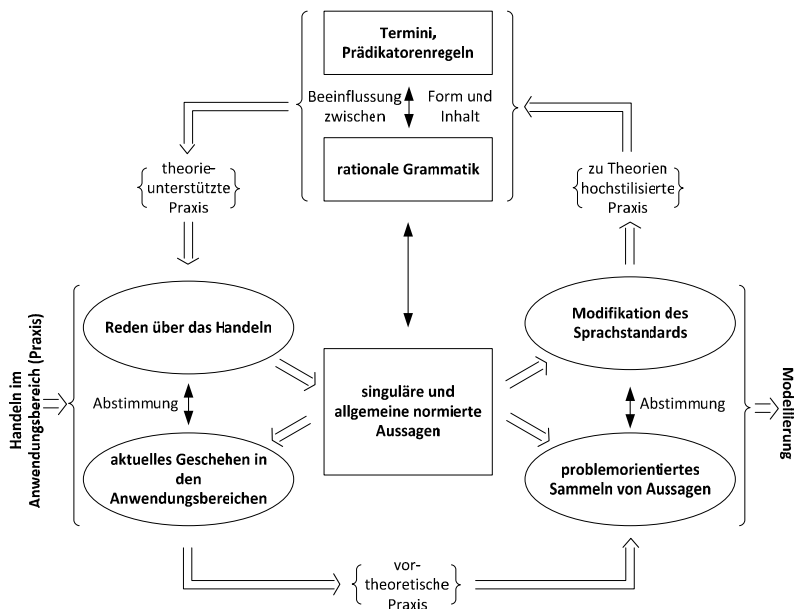 Termini,
Prädikatorenregeln
Beeinflussung
zwischen
Form und
Inhalt
rationale Grammatik
theorie-
unterstützte
Praxis
zu Theorien
hochstilisierte
Praxis
Handeln im
Anwendungsbereich (Praxis)
Reden über das Handeln
Abstimmung
aktuelles Geschehen in
den
Anwendungsbereichen
singuläre und
allgemeine normierte
Aussagen
Modifikation des
Sprachstandards
Abstimmung
problemorientiertes
Sammeln von Aussagen
Modellierung
vor-
theoretische
Praxis